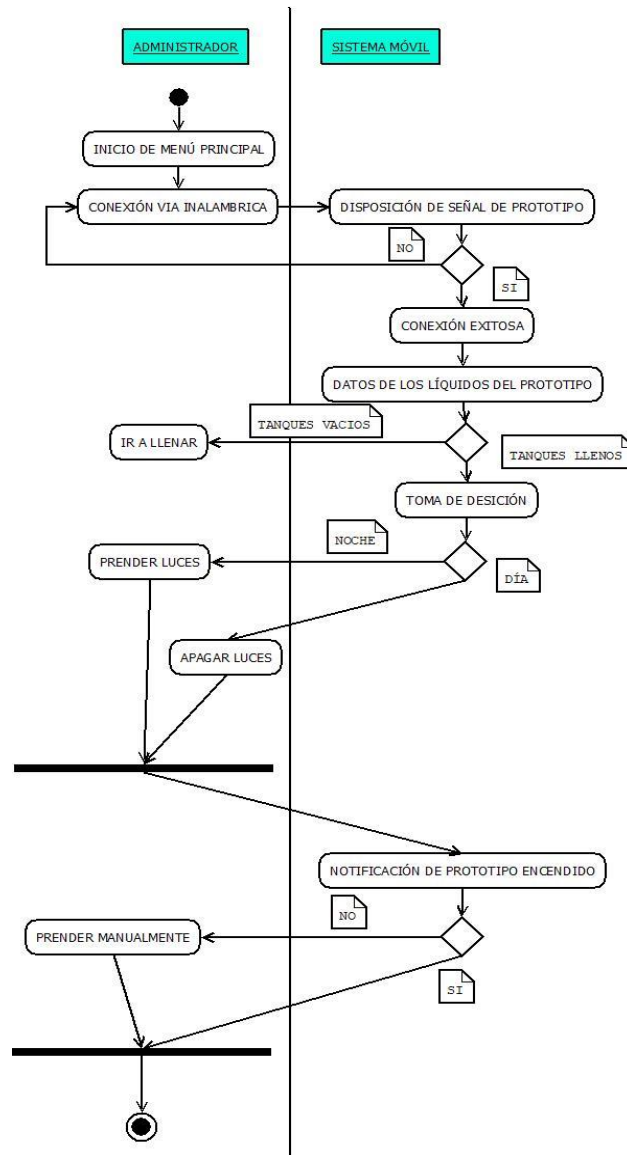 ADMINISTRADOR
SISTEMA MÓVIL
INICIO DE MENÚ PRINCIPAL
CONEXIÓN VIA INALAMBRICA
DISPOSICIÓN DE SEÑAL DE PROTOTIPO
NO
SI
CONEXIÓN EXITOSA
DATOS DE LOS LÍQUIDOS DEL PROTOTIPO
TANQUES VACIOS
IR A LLENAR
TANQUES LLENOS
TOMA DE DESICIÓN
NOCHE
PRENDER LUCES
DÍA
APAGAR LUCES
NOTIFICACIÓN DE PROTOTIPO ENCENDIDO
NO
PRENDER MANUALMENTE
SI